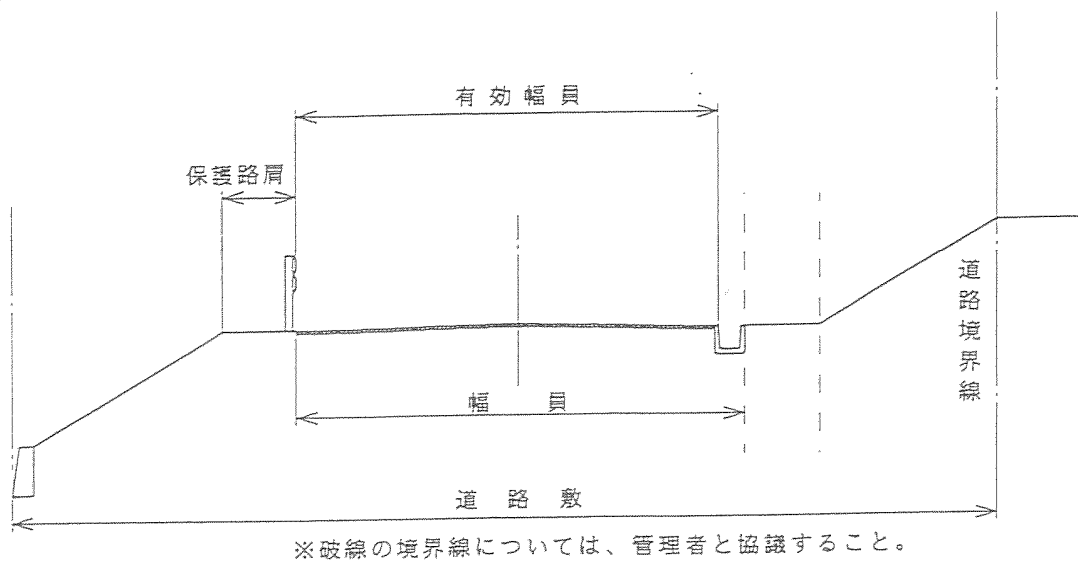 有効幅員
保護路肩
道路境界線
幅員
道路敷
※破線の境界線については、管理者と協議すること。